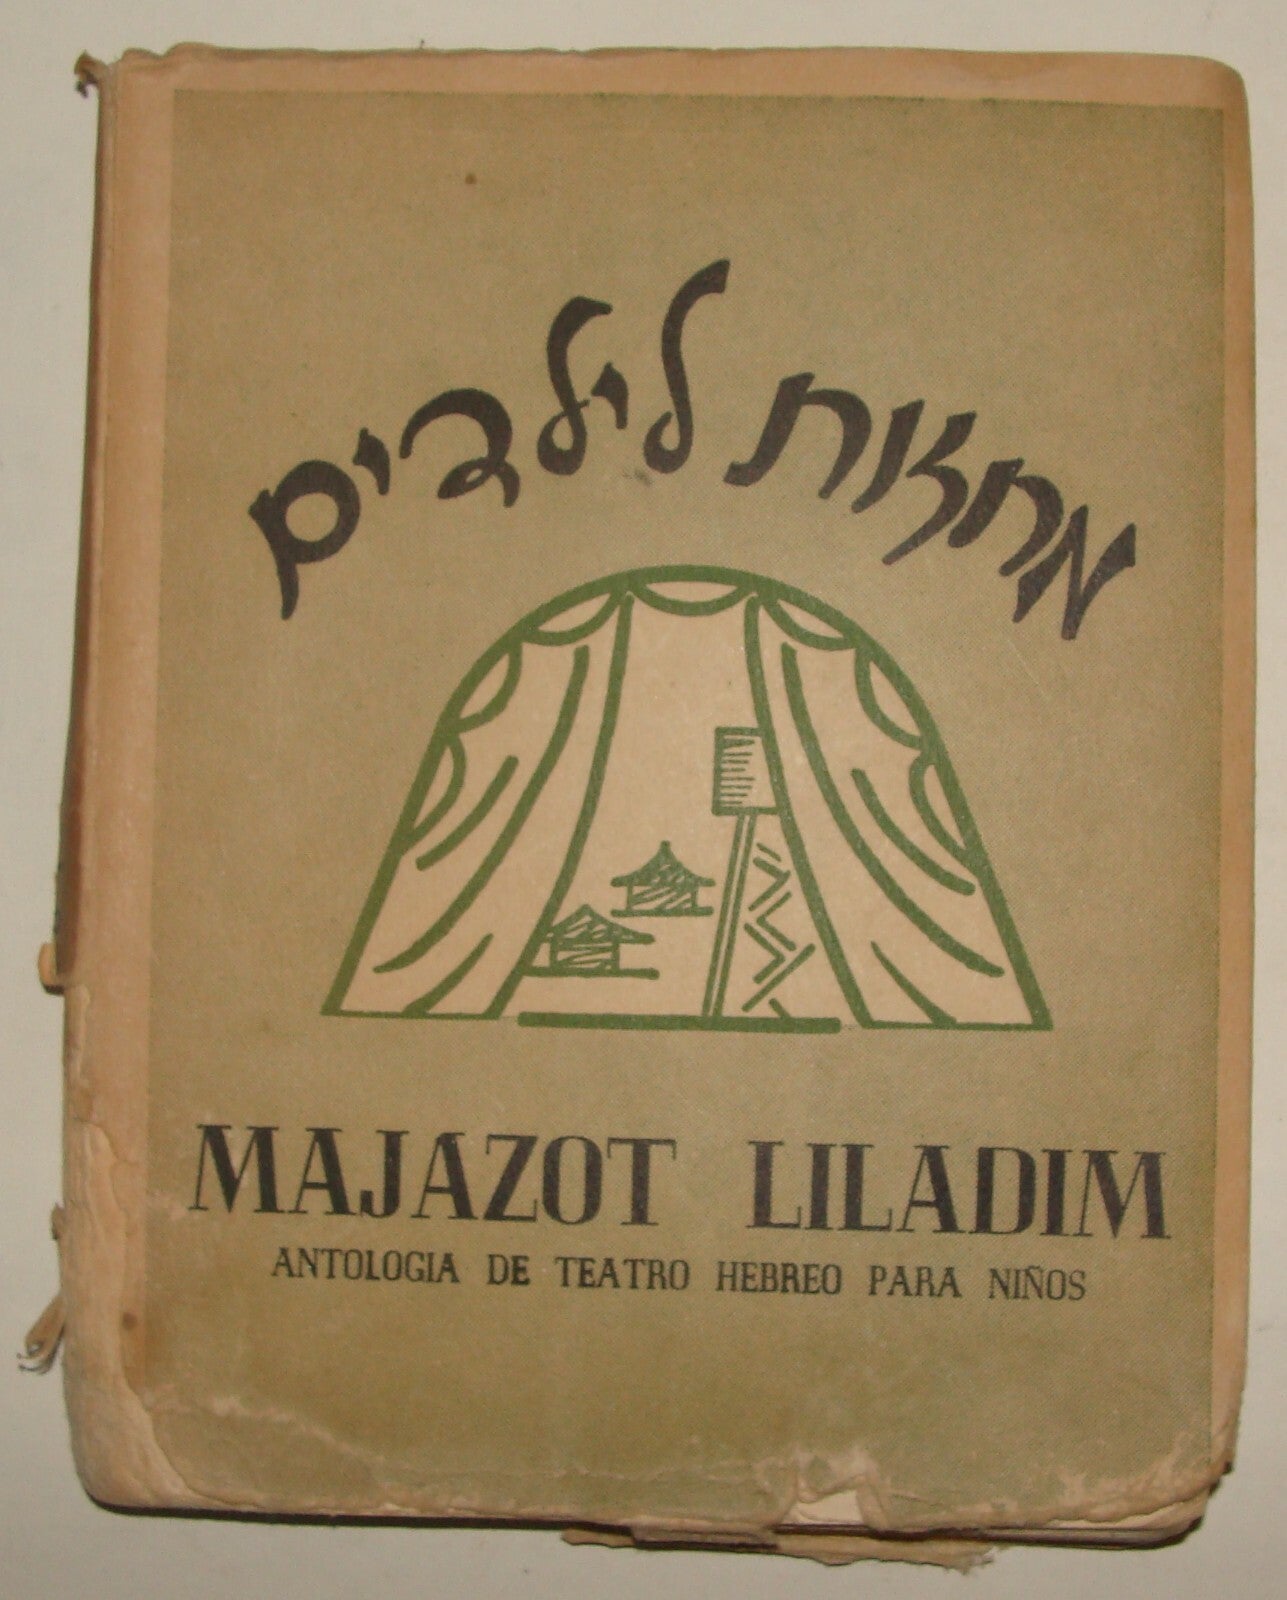 מחזות לילדים
MAJAZOT LILADIM
ANTOLOGIA DE TEATRO HEBREO PARA NIÑOS